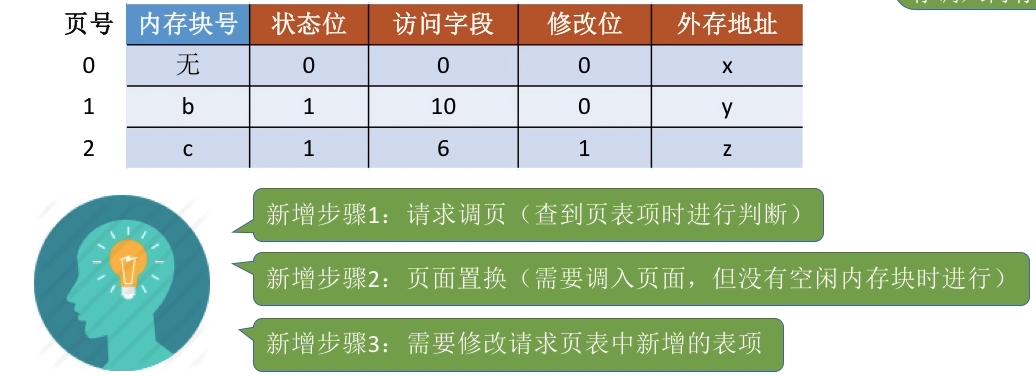 页号 内存块号 状态位 访问字段 修改位 外存地址
0 无 0 0 0 x
1 b 1 10 0 y
2 c 1 6 1 z
新增步骤1：请求调页（查到页表项时进行判断）
新增步骤2：页面置换（需要调入页面，但没有空闲内存块时进行）
新增步骤3：需要修改请求页表中新增的表项